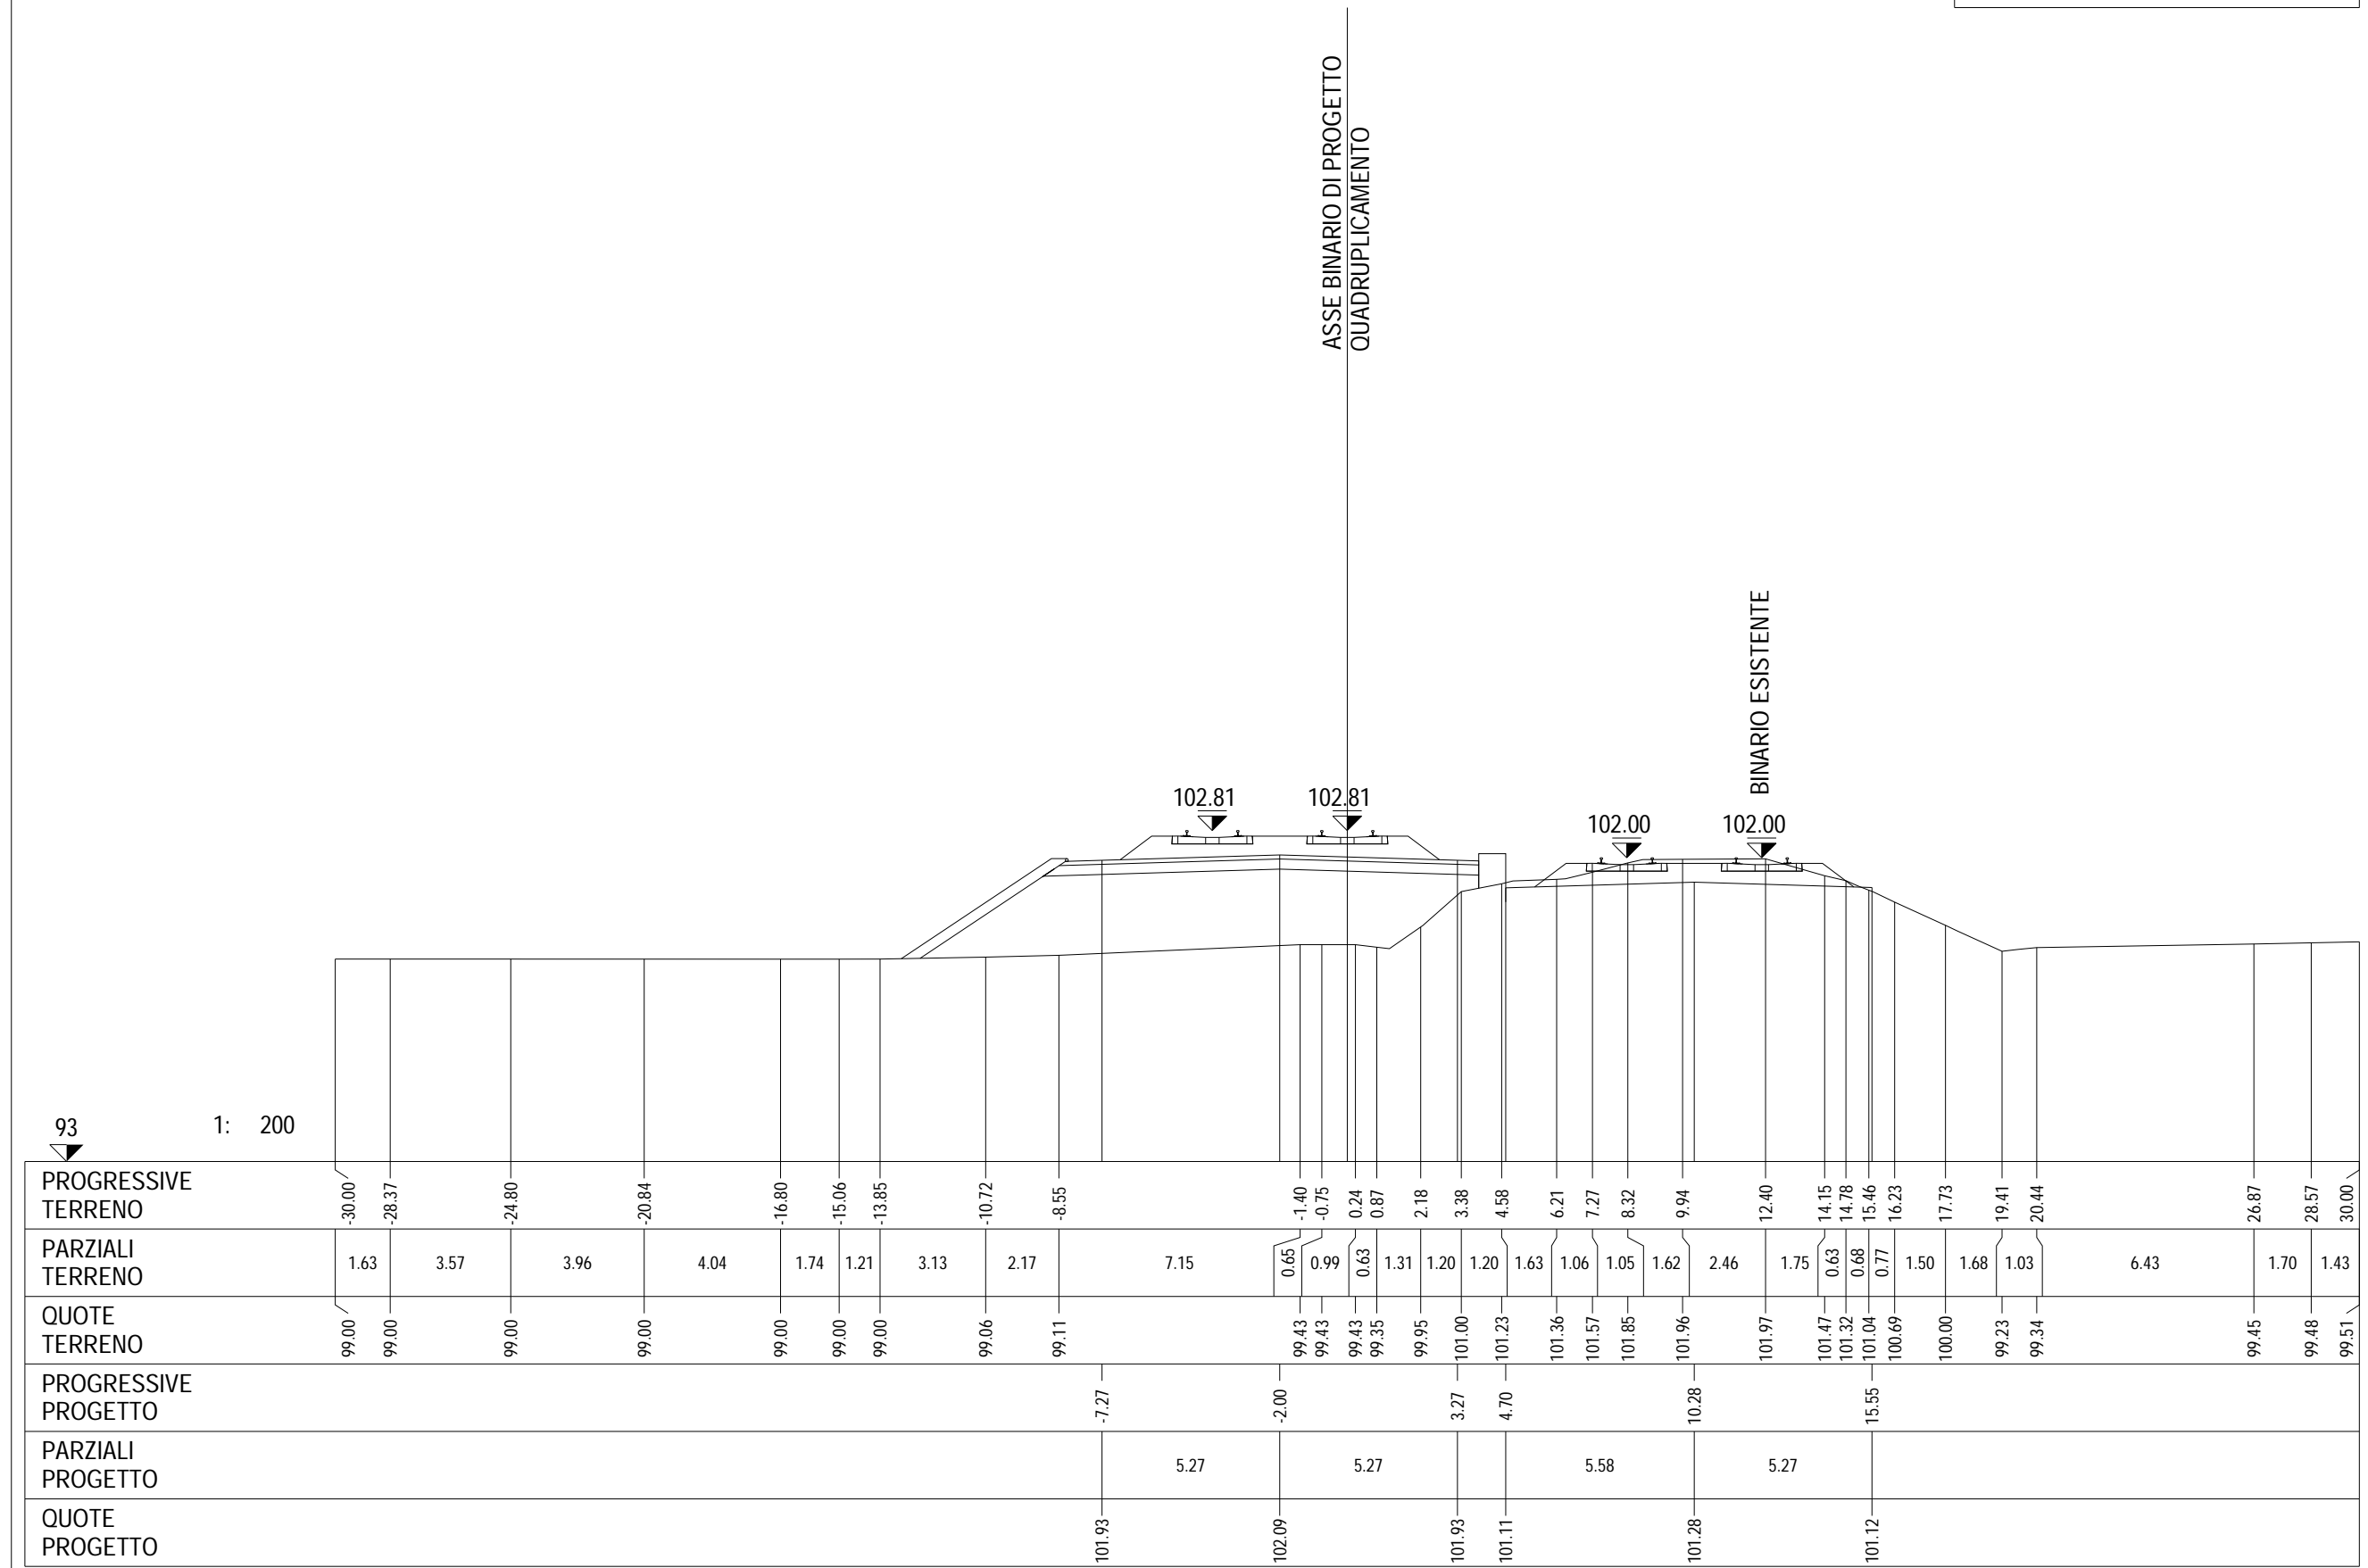 ASSE BINARIO DI PROGETTO
QUADRUPLICAMENTO
BINARIO ESISTENTE
102.81 102.81
102.00 102.00
93 1: 200
PROGRESSIVE
TERRENO
-30.00 -28.37 -24.80 -20.84 -16.80 -15.06 -13.85 -10.72 -8.55 -1.40 -0.75 0.24 0.87 2.18 3.38 4.58 6.21 7.27 8.32 9.94 12.40 14.15 14.78 15.46 16.23 17.73 19.41 20.44 26.87 28.57 30.00
PARZIALI
TERRENO
1.63 3.57 3.96 4.04 1.74 1.21 3.13 2.17 7.15 0.65 0.99 0.63 1.31 1.20 1.20 1.63 1.06 1.05 1.62 2.46 1.75 0.63 0.68 0.77 1.50 1.68 1.03 6.43 1.70 1.43
QUOTE
TERRENO
99.00 99.00 99.00 99.00 99.00 99.00 99.00 99.06 99.11 99.43 99.43 99.43 99.35 99.95 101.00 101.23 101.36 101.57 101.85 101.96 101.97 101.47 101.32 101.04 100.69 100.00 99.23 99.34 99.45 99.48 99.51
PROGRESSIVE
PROGETTO
-7.27 -2.00 3.27 4.70 10.28 15.55
PARZIALI
PROGETTO
5.27 5.27 5.58 5.27
QUOTE
PROGETTO
101.93 102.09 101.93 101.11 101.28 101.12